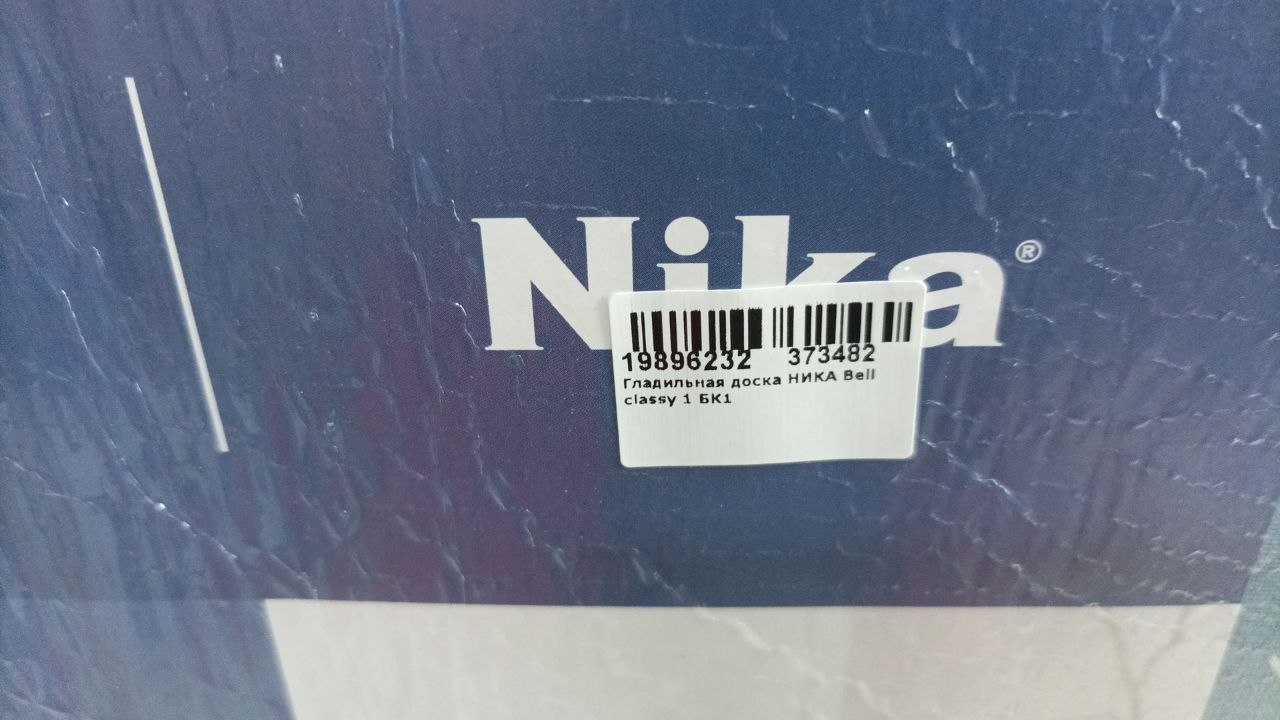 Nika®
19896232 373482
Гладильная доска НИКА Bell
classy 1 БК1